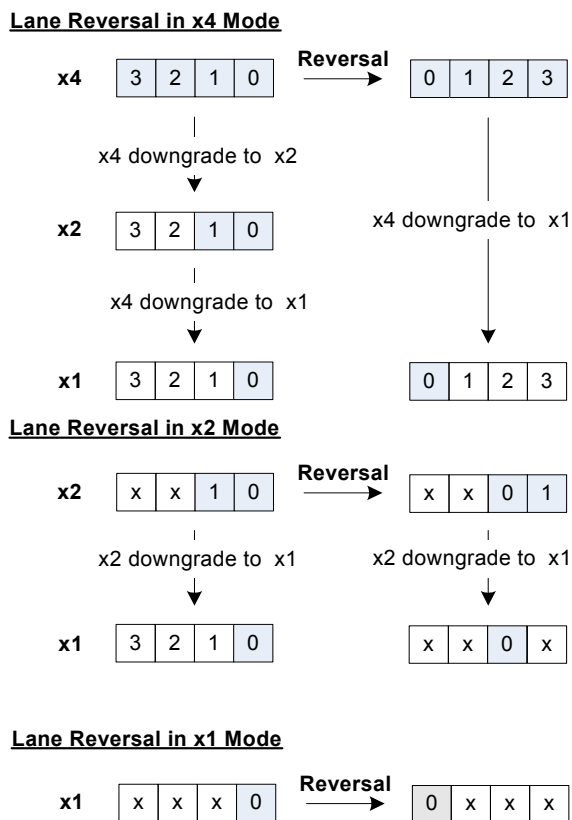 Lane Reversal in x4 Mode
x4 3 2 1 0 Reversal 0 1 2 3
x4 downgrade to x2
x2 3 2 1 0
x4 downgrade to x1
x4 downgrade to x1
x1 3 2 1 0 0 1 2 3
Lane Reversal in x2 Mode
x2 x x 1 0 Reversal x x 0 1
x2 downgrade to x1 x2 downgrade to x1
x1 3 2 1 0 x x 0 x
Lane Reversal in x1 Mode
x1 x x x 0 Reversal 0 x x x